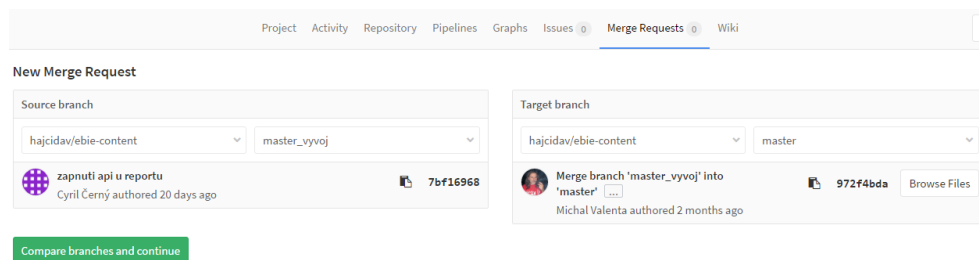 Project Activity Repository Pipelines Graphs Issues 0 Merge Requests 0 Wiki
New Merge Request
Source branch
hajcidav/ebie-content master_vyvoj
zapnuti api u reportu
Cyril Černý authored 20 days ago
7bf16968
Target branch
hajcidav/ebie-content master
Merge branch 'master_vyvoj' into
'master' ...
Michal Valenta authored 2 months ago
972f4bda Browse Files
Compare branches and continue